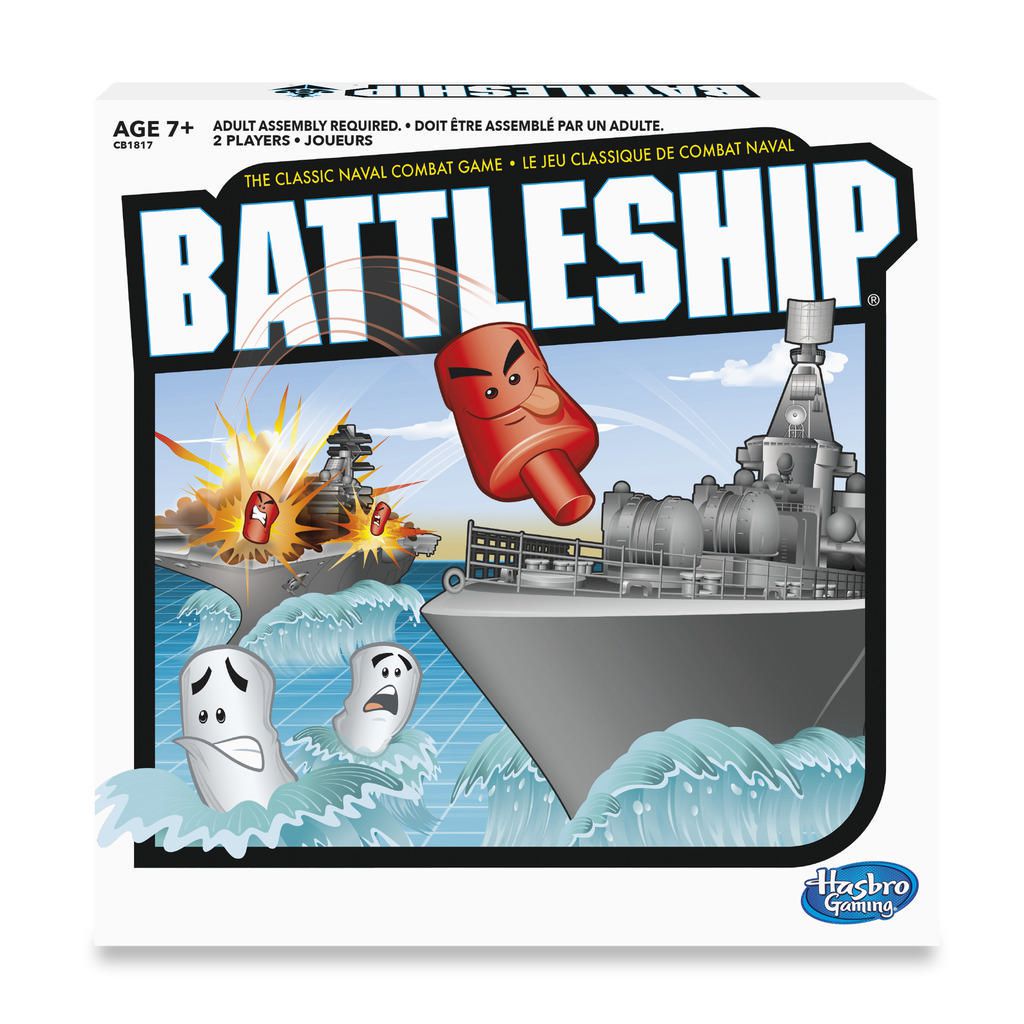 BATTLESHIP
AGE 7+
CB1817
ADULT ASSEMBLY REQUIRED. • DOIT ÊTRE ASSEMBLÉ PAR UN ADULTE.
2 PLAYERS • JOUEURS
THE CLASSIC NAVAL COMBAT GAME • LE JEU CLASSIQUE DE COMBAT NAVAL
BATTLESHIP®
Hasbro
Gaming